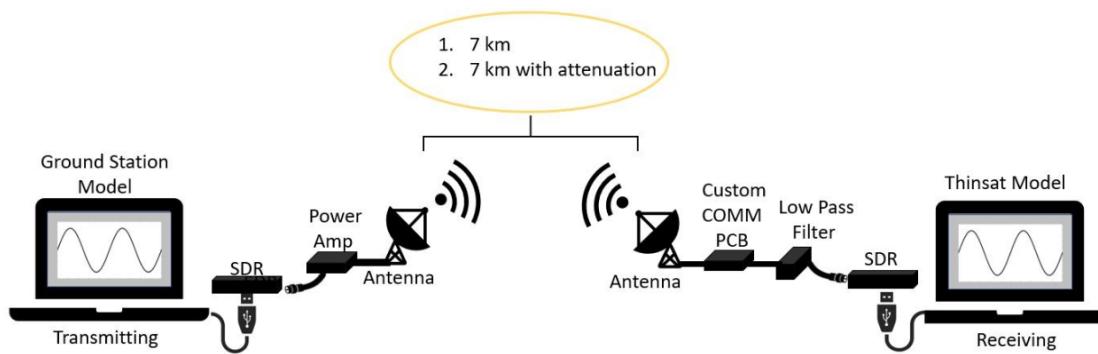 1. 7 km
2. 7 km with attenuation
Ground Station
Model
Power
Amp
SDR
Antenna
Transmitting
Custom
COMM
PCB
Low Pass
Filter
Antenna
SDR
Thinsat Model
Receiving